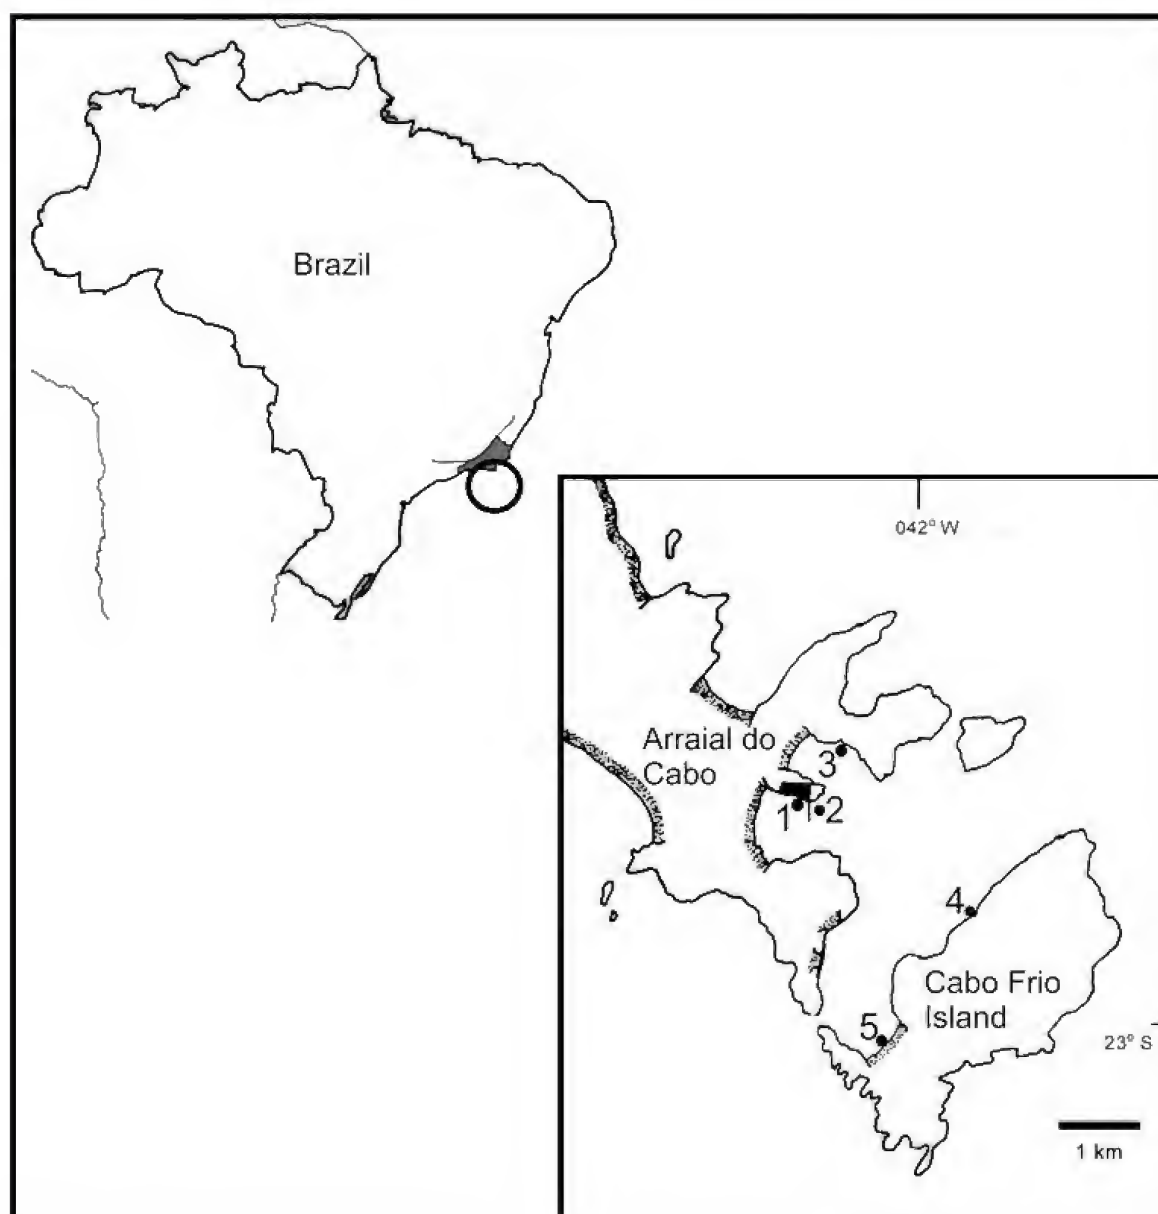 Brazil
042° W
Arraial do
Cabo
3
1
2
4
Cabo Frio
Island
5
23° S
1 km